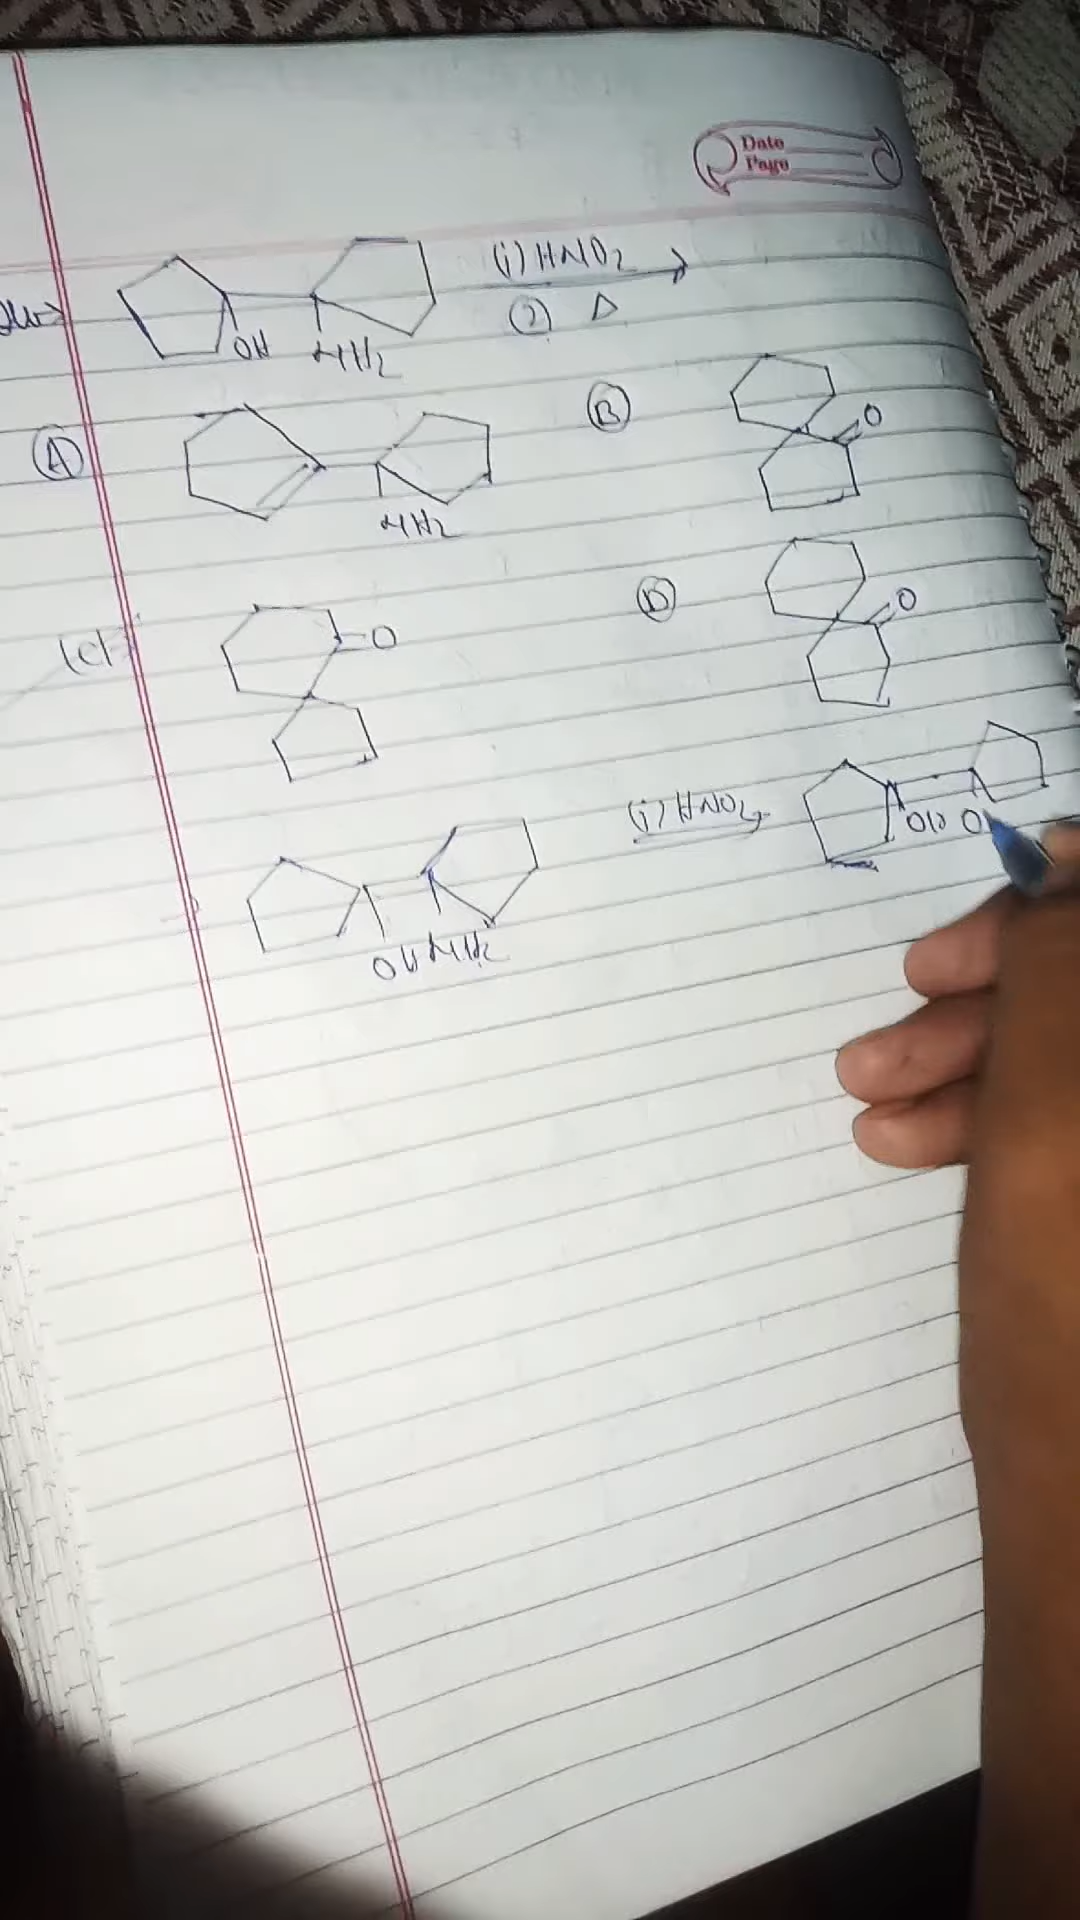 Date
Page
(i) HNO2
OH NH2
(2) Δ
(A)
NH2
(B)
O
(C)
O
(D)
O
OH NH2
(i) HNO2
OH O